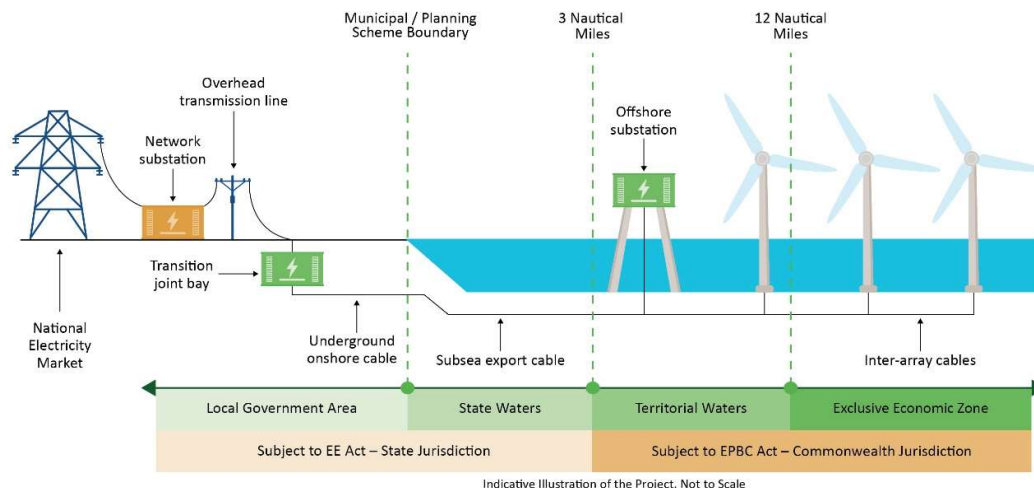 Municipal / Planning
Scheme Boundary
3 Nautical
Miles
12 Nautical
Miles
Overhead
transmission line
Network
substation
Offshore
substation
Transition
joint bay
National
Electricity
Market
Underground
onshore cable
Subsea export cable
Inter-array cables
Local Government Area
State Waters
Territorial Waters
Exclusive Economic Zone
Subject to EE Act – State Jurisdiction
Subject to EPBC Act – Commonwealth Jurisdiction
Indicative Illustration of the Project. Not to Scale